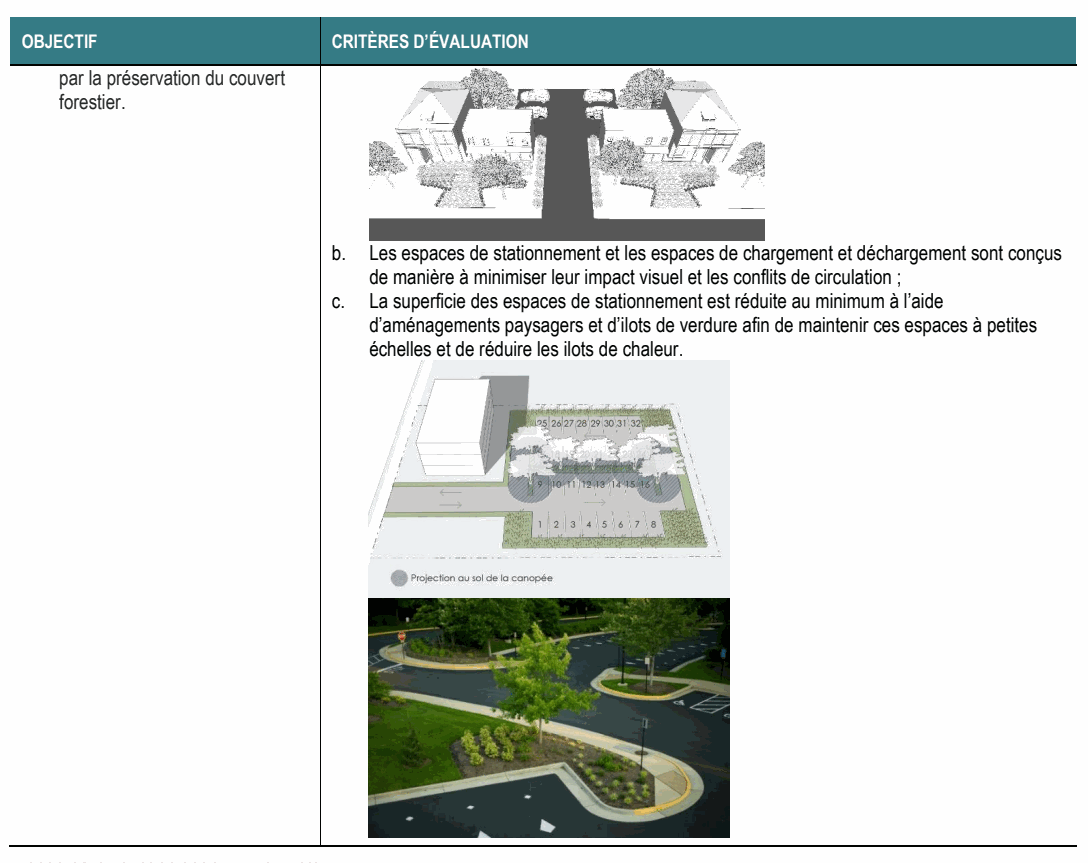 OBJECTIF
CRITÈRES D'ÉVALUATION
par la préservation du couvert
forestier.
b. Les espaces de stationnement et les espaces de chargement et déchargement sont conçus
de manière à minimiser leur impact visuel et les conflits de circulation ;
c. La superficie des espaces de stationnement est réduite au minimum à l'aide
d'aménagements paysagers et d'ilots de verdure afin de maintenir ces espaces à petites
échelles et de réduire les ilots de chaleur.
25 26 27 28 29 30 31 32
9 10 11 12 13 14 15 16
1 2 3 4 5 6 7 8
Projection au sol de la canopée